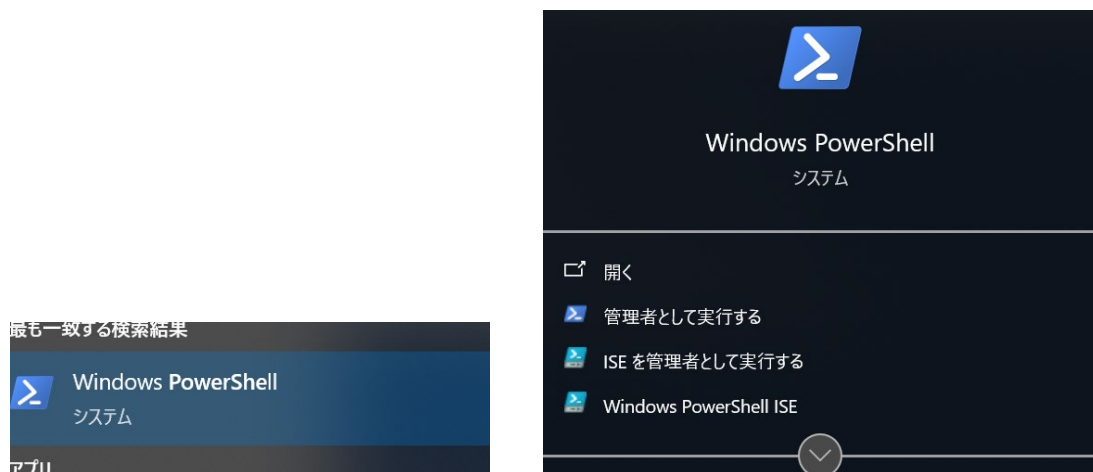 最も一致する検索結果
Windows PowerShell
システム
アプリ
Windows PowerShell
システム
開く
管理者として実行する
ISE を管理者として実行する
Windows PowerShell ISE